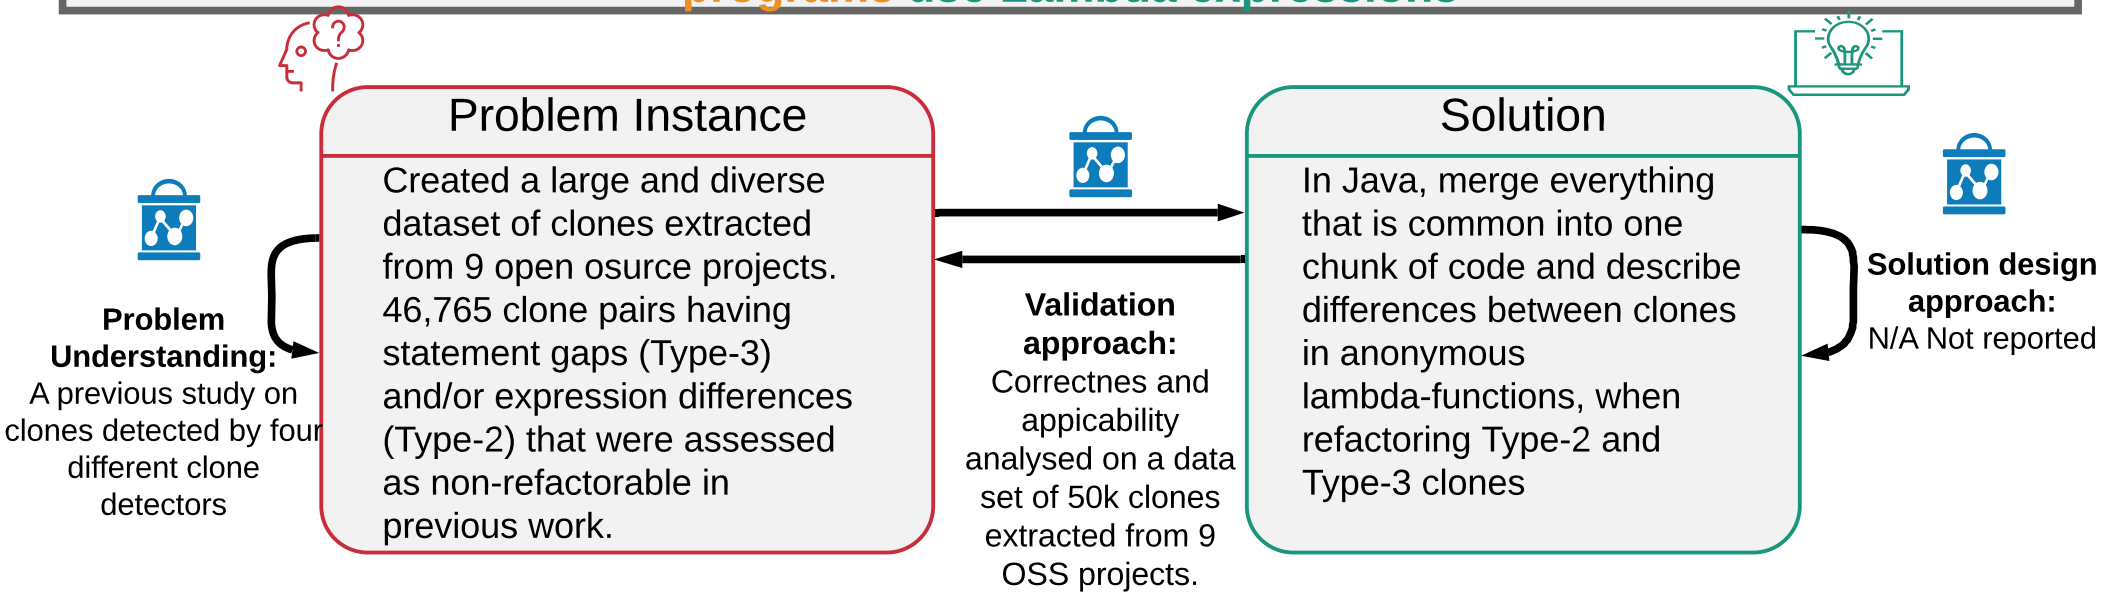 programs use Lambda expressions
Problem Instance
Created a large and diverse
dataset of clones extracted
from 9 open osurce projects.
46,765 clone pairs having
statement gaps (Type-3)
and/or expression differences
(Type-2) that were assessed
as non-refactorable in
previous work.
Problem
Understanding:
A previous study on
clones detected by four
different clone
detectors
Validation
approach:
Correctnes and
appicability
analysed on a data
set of 50k clones
extracted from 9
OSS projects.
Solution
In Java, merge everything
that is common into one
chunk of code and describe
differences between clones
in anonymous
lambda-functions, when
refactoring Type-2 and
Type-3 clones
Solution design
approach:
N/A Not reported